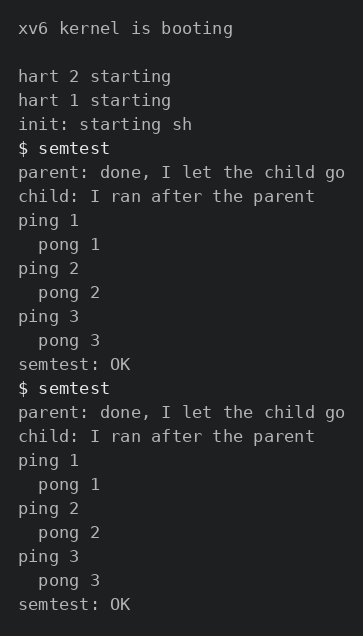 xv6 kernel is booting

hart 2 starting
hart 1 starting
init: starting sh
$ semtest
parent: done, I let the child go
child: I ran after the parent
ping 1
  pong 1
ping 2
  pong 2
ping 3
  pong 3
semtest: OK
$ semtest
parent: done, I let the child go
child: I ran after the parent
ping 1
  pong 1
ping 2
  pong 2
ping 3
  pong 3
semtest: OK